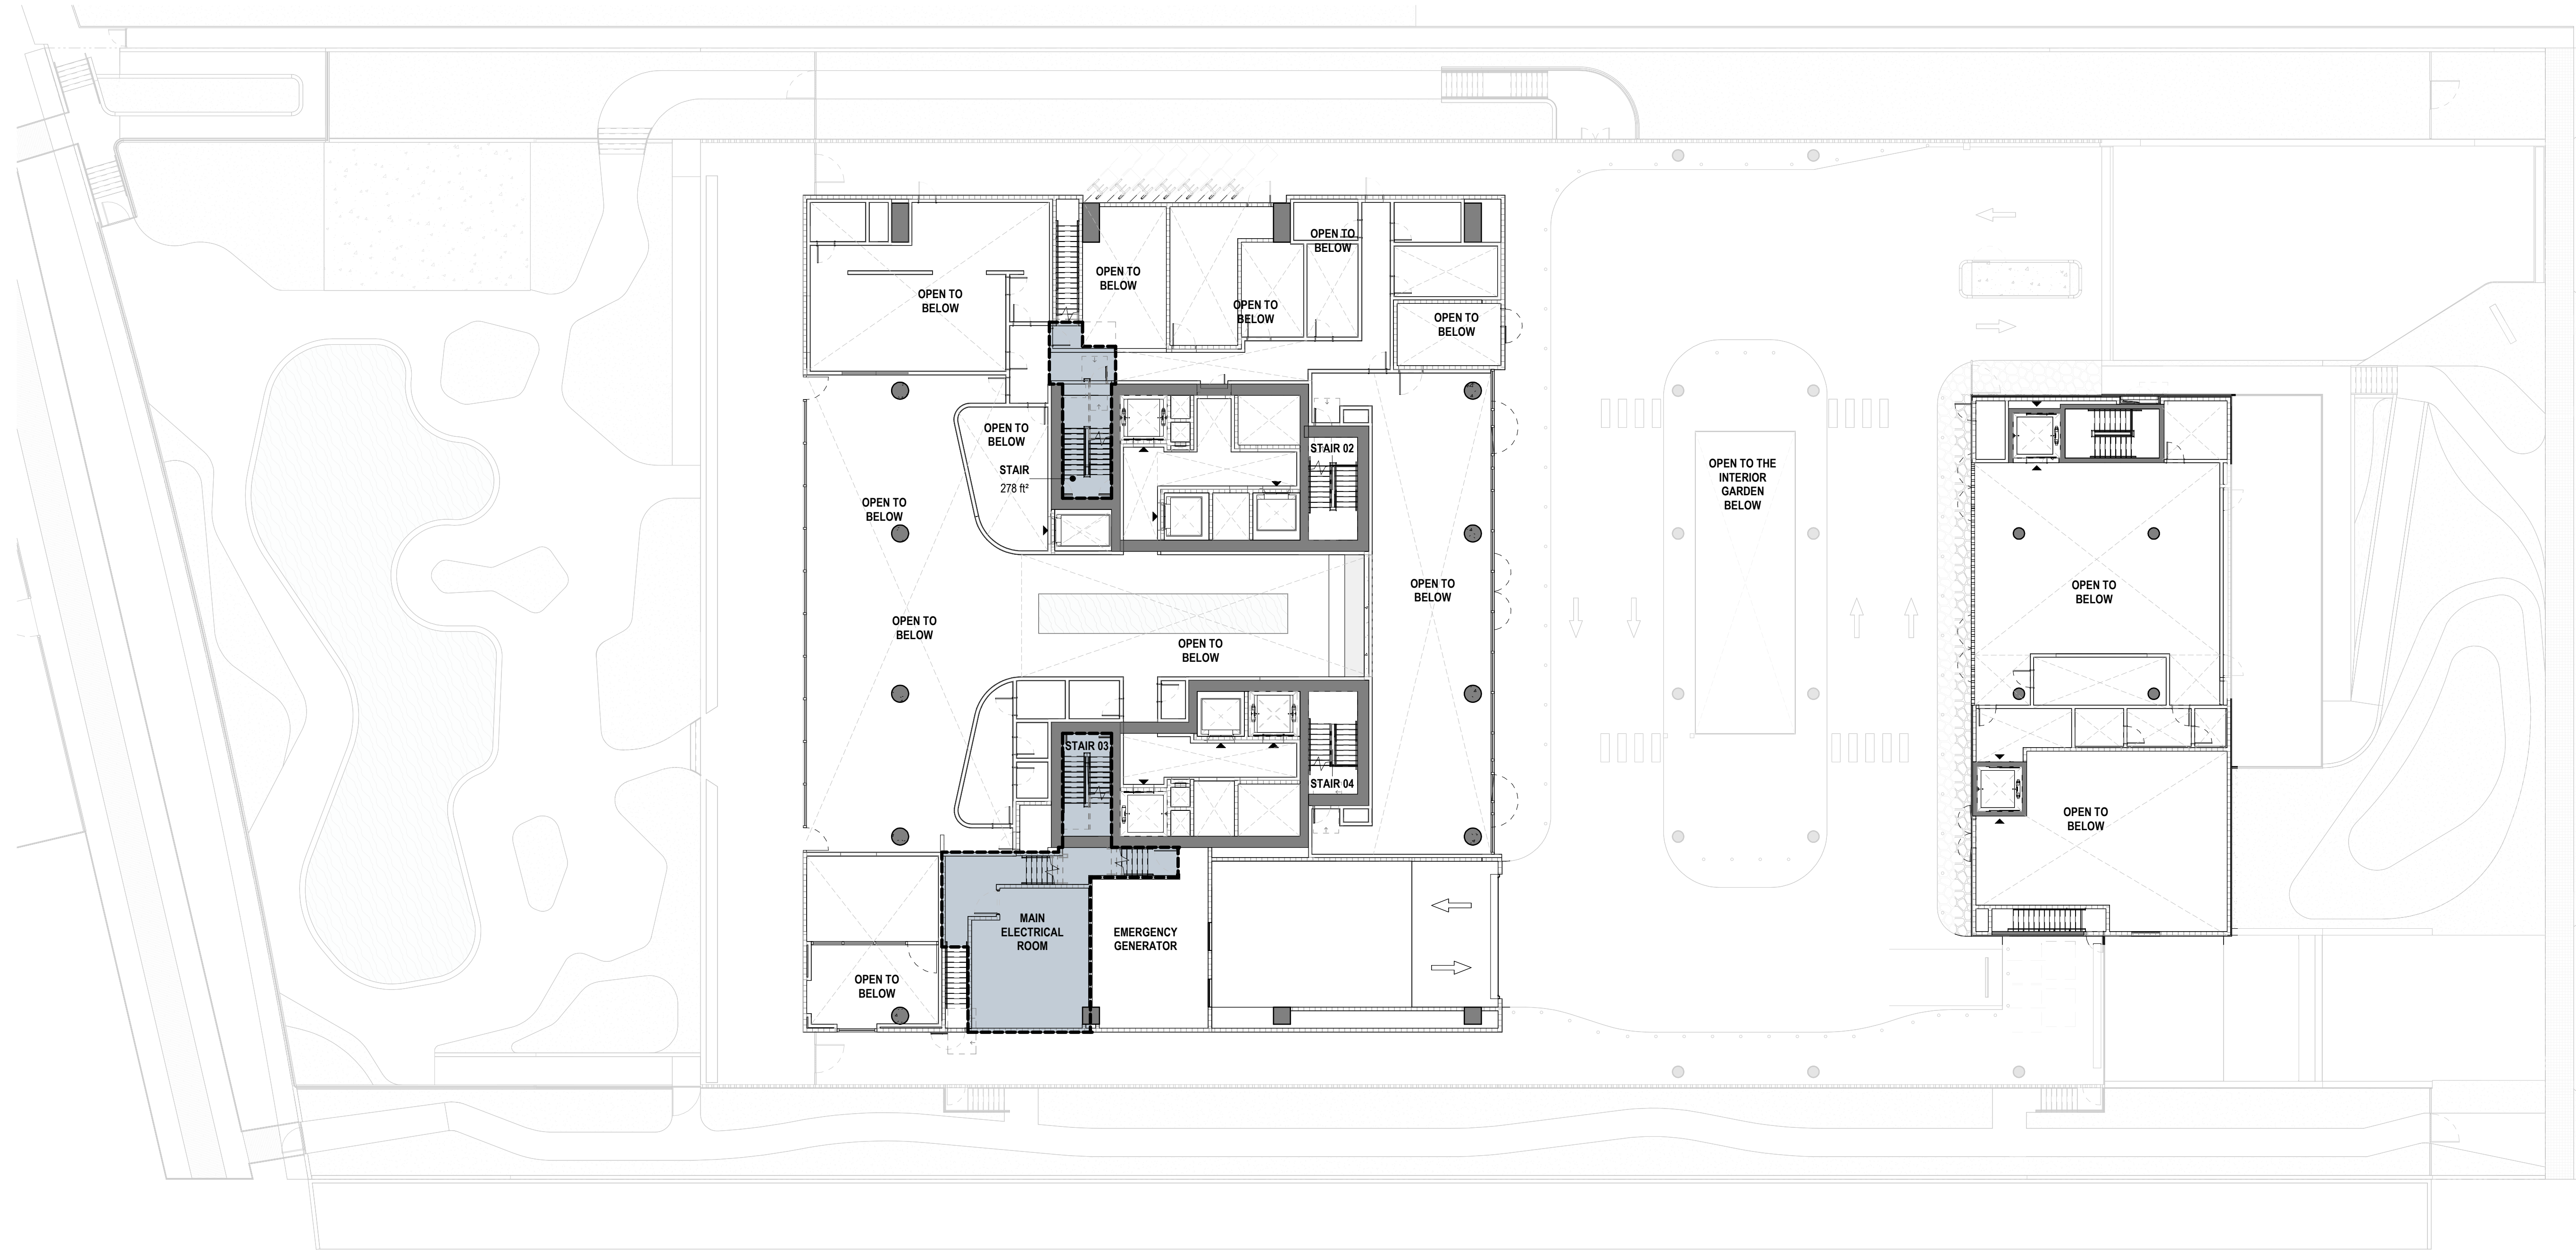 OPEN TO
BELOW
OPEN TO
BELOW
OPEN TO
BELOW
OPEN TO
BELOW
OPEN TO
BELOW
OPEN TO
BELOW
STAIR
278 ft²
STAIR 02
OPEN TO THE
INTERIOR
GARDEN
BELOW
OPEN TO
BELOW
OPEN TO
BELOW
OPEN TO
BELOW
OPEN TO
BELOW
OPEN TO
BELOW
STAIR 03
STAIR 04
OPEN TO
BELOW
MAIN
ELECTRICAL
ROOM
EMERGENCY
GENERATOR
OPEN TO
BELOW